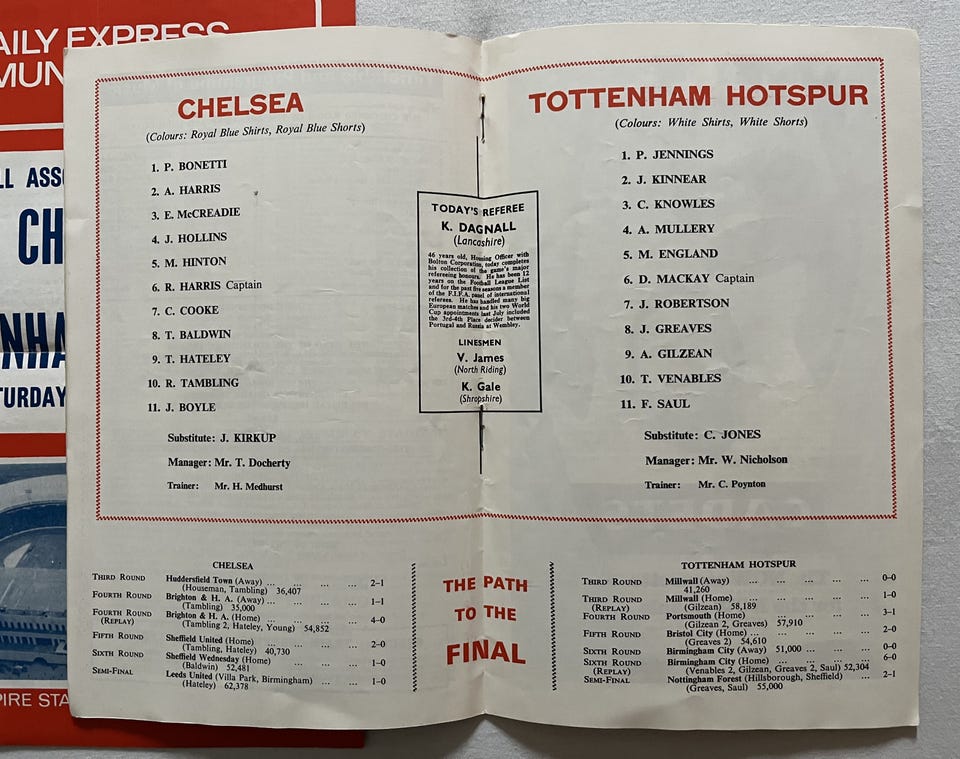 AILY EXPRESS
MUN
LL ASSO
CH
NHA
NHA
TURDAY
PIRE STA
CHELSEA
(Colours: Royal Blue Shirts, Royal Blue Shorts)
1. P. BONETTI
2. A. HARRIS
3. E. McCREADIE
4. J. HOLLINS
5. M. HINTON
6. R. HARRIS Captain
7. C. COOKE
8. T. BALDWIN
9. T. HATELEY
10. R. TAMBLING
11. J. BOYLE
Substitute: J. KIRKUP
Manager: Mr. T. Docherty
Trainer: Mr. H. Medhurst
TODAY'S REFEREE
K. DAGNALL
(Lancashire)
46 years old, Housing Officer with
Bolton Corporation, today completes
his collection of the game's major
refereeing honours. He has been 12
years on the Football League List
and for the past five seasons a member
of the F.I.F.A. panel of international
referees. He has handled many big
European matches and his two World
Cup appointments last July included
the 3rd-4th Place decider between
Portugal and Russia at Wembley.
LINESMEN
V. James
(North Riding)
K. Gale
(Shropshire)
TOTTENHAM HOTSPUR
(Colours: White Shirts, White Shorts)
1. P. JENNINGS
2. J. KINNEAR
3. C. KNOWLES
4. A. MULLERY
5. M. ENGLAND
6. D. MACKAY Captain
7. J. ROBERTSON
8. J. GREAVES
9. A. GILZEAN
10. T. VENABLES
11. F. SAUL
Substitute: C. JONES
Manager: Mr. W. Nicholson
Trainer: Mr. C. Poynton
CHELSEA
THIRD ROUND Huddersfield Town (Away) ... ... ... ... 2-1
(Houseman, Tambling) 36,407
FOURTH ROUND Brighton & H. A. (Away) ... ... ... ... 1-1
(Tambling) 35,000
FOURTH ROUND Brighton & H. A. (Home) ... ... ... ... 4-0
(REPLAY) (Tambling 2, Hateley, Young) 54,852
FIFTH ROUND Sheffield United (Home) ... ... ... ... 2-0
(Tambling, Hateley) 40,730
SIXTH ROUND Sheffield Wednesday (Home) ... ... ... 1-0
(Baldwin) 52,481
SEMI-FINAL Leeds United (Villa Park, Birmingham) ... ... 1-0
(Hateley) 62,378
THE PATH
TO THE
FINAL
TOTTENHAM HOTSPUR
THIRD ROUND Millwall (Away) ... ... ... ... ... 0-0
41,260
THIRD ROUND Millwall (Home) ... ... ... ... ... 1-0
(REPLAY) (Gilzean) 58,189
FOURTH ROUND Portsmouth (Home) ... ... ... ... 3-1
(Gilzean 2, Greaves) 57,910
FIFTH ROUND Bristol City (Home) ... ... ... ... ... 2-0
(Greaves 2) 54,610
SIXTH ROUND Birmingham City (Away) 51,000 ... ... ... 0-0
SIXTH ROUND Birmingham City (Home) ... ... ... ... 6-0
(REPLAY) (Venables 2, Gilzean, Greaves 2, Saul) 52,304
SEMI-FINAL Nottingham Forest (Hillsborough, Sheffield) ... 2-1
(Greaves, Saul) 55,000